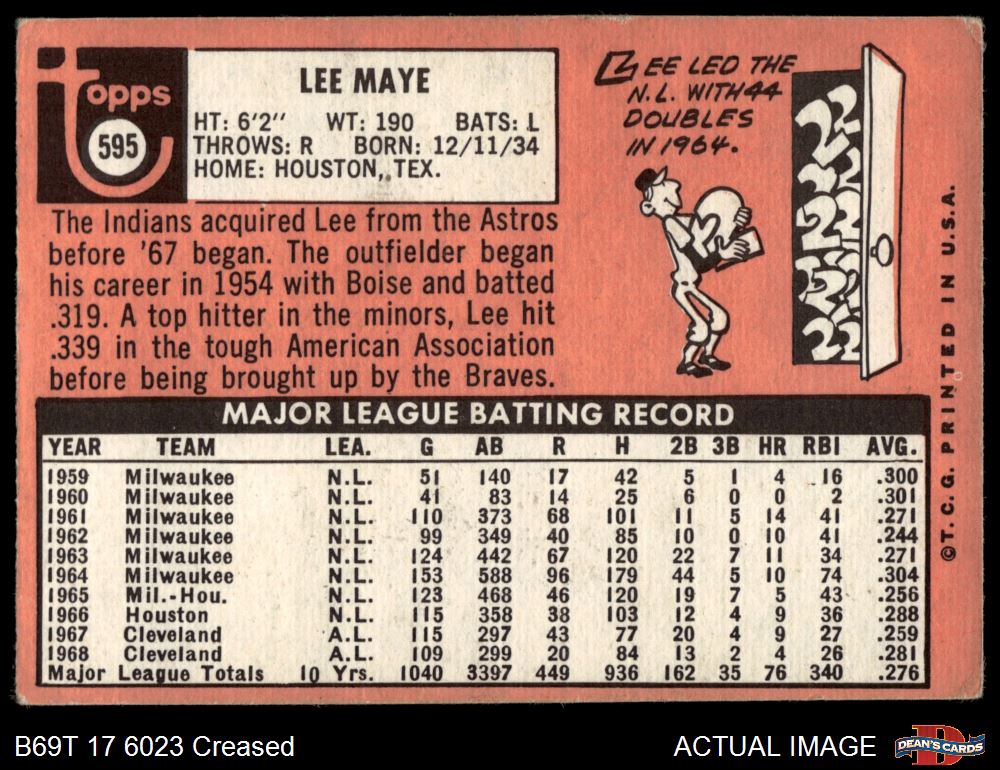 Topps
595
LEE MAYE
HT: 6'2" WT: 190 BATS: L
THROWS: R BORN: 12/11/34
HOME: HOUSTON, TEX.
The Indians acquired Lee from the Astros
before '67 began. The outfielder began
his career in 1954 with Boise and batted
.319. A top hitter in the minors, Lee hit
.339 in the tough American Association
before being brought up by the Braves.
LEE LED THE
N.L. WITH 44
DOUBLES
IN 1964.
©T.C.G. PRINTED IN U.S.A.
MAJOR LEAGUE BATTING RECORD
YEAR TEAM LEA. G AB R H 2B 3B HR RBI AVG.
1959 Milwaukee N.L. 51 140 17 42 5 1 4 16 .300
1960 Milwaukee N.L. 41 83 14 25 6 0 0 2 .301
1961 Milwaukee N.L. 110 373 68 101 11 5 14 41 .271
1962 Milwaukee N.L. 99 349 40 85 10 0 10 41 .244
1963 Milwaukee N.L. 124 442 67 120 22 7 11 34 .271
1964 Milwaukee N.L. 153 588 96 179 44 5 10 74 .304
1965 Mil.-Hou. N.L. 123 468 46 120 19 7 5 43 .256
1966 Houston N.L. 115 358 38 103 12 4 9 36 .288
1967 Cleveland A.L. 115 297 43 77 20 4 9 27 .259
1968 Cleveland A.L. 109 299 20 84 13 2 4 26 .281
Major League Totals 10 Yrs. 1040 3397 449 936 162 35 76 340 .276
B69T 17 6023 Creased
ACTUAL IMAGE
DEAN'S CARDS